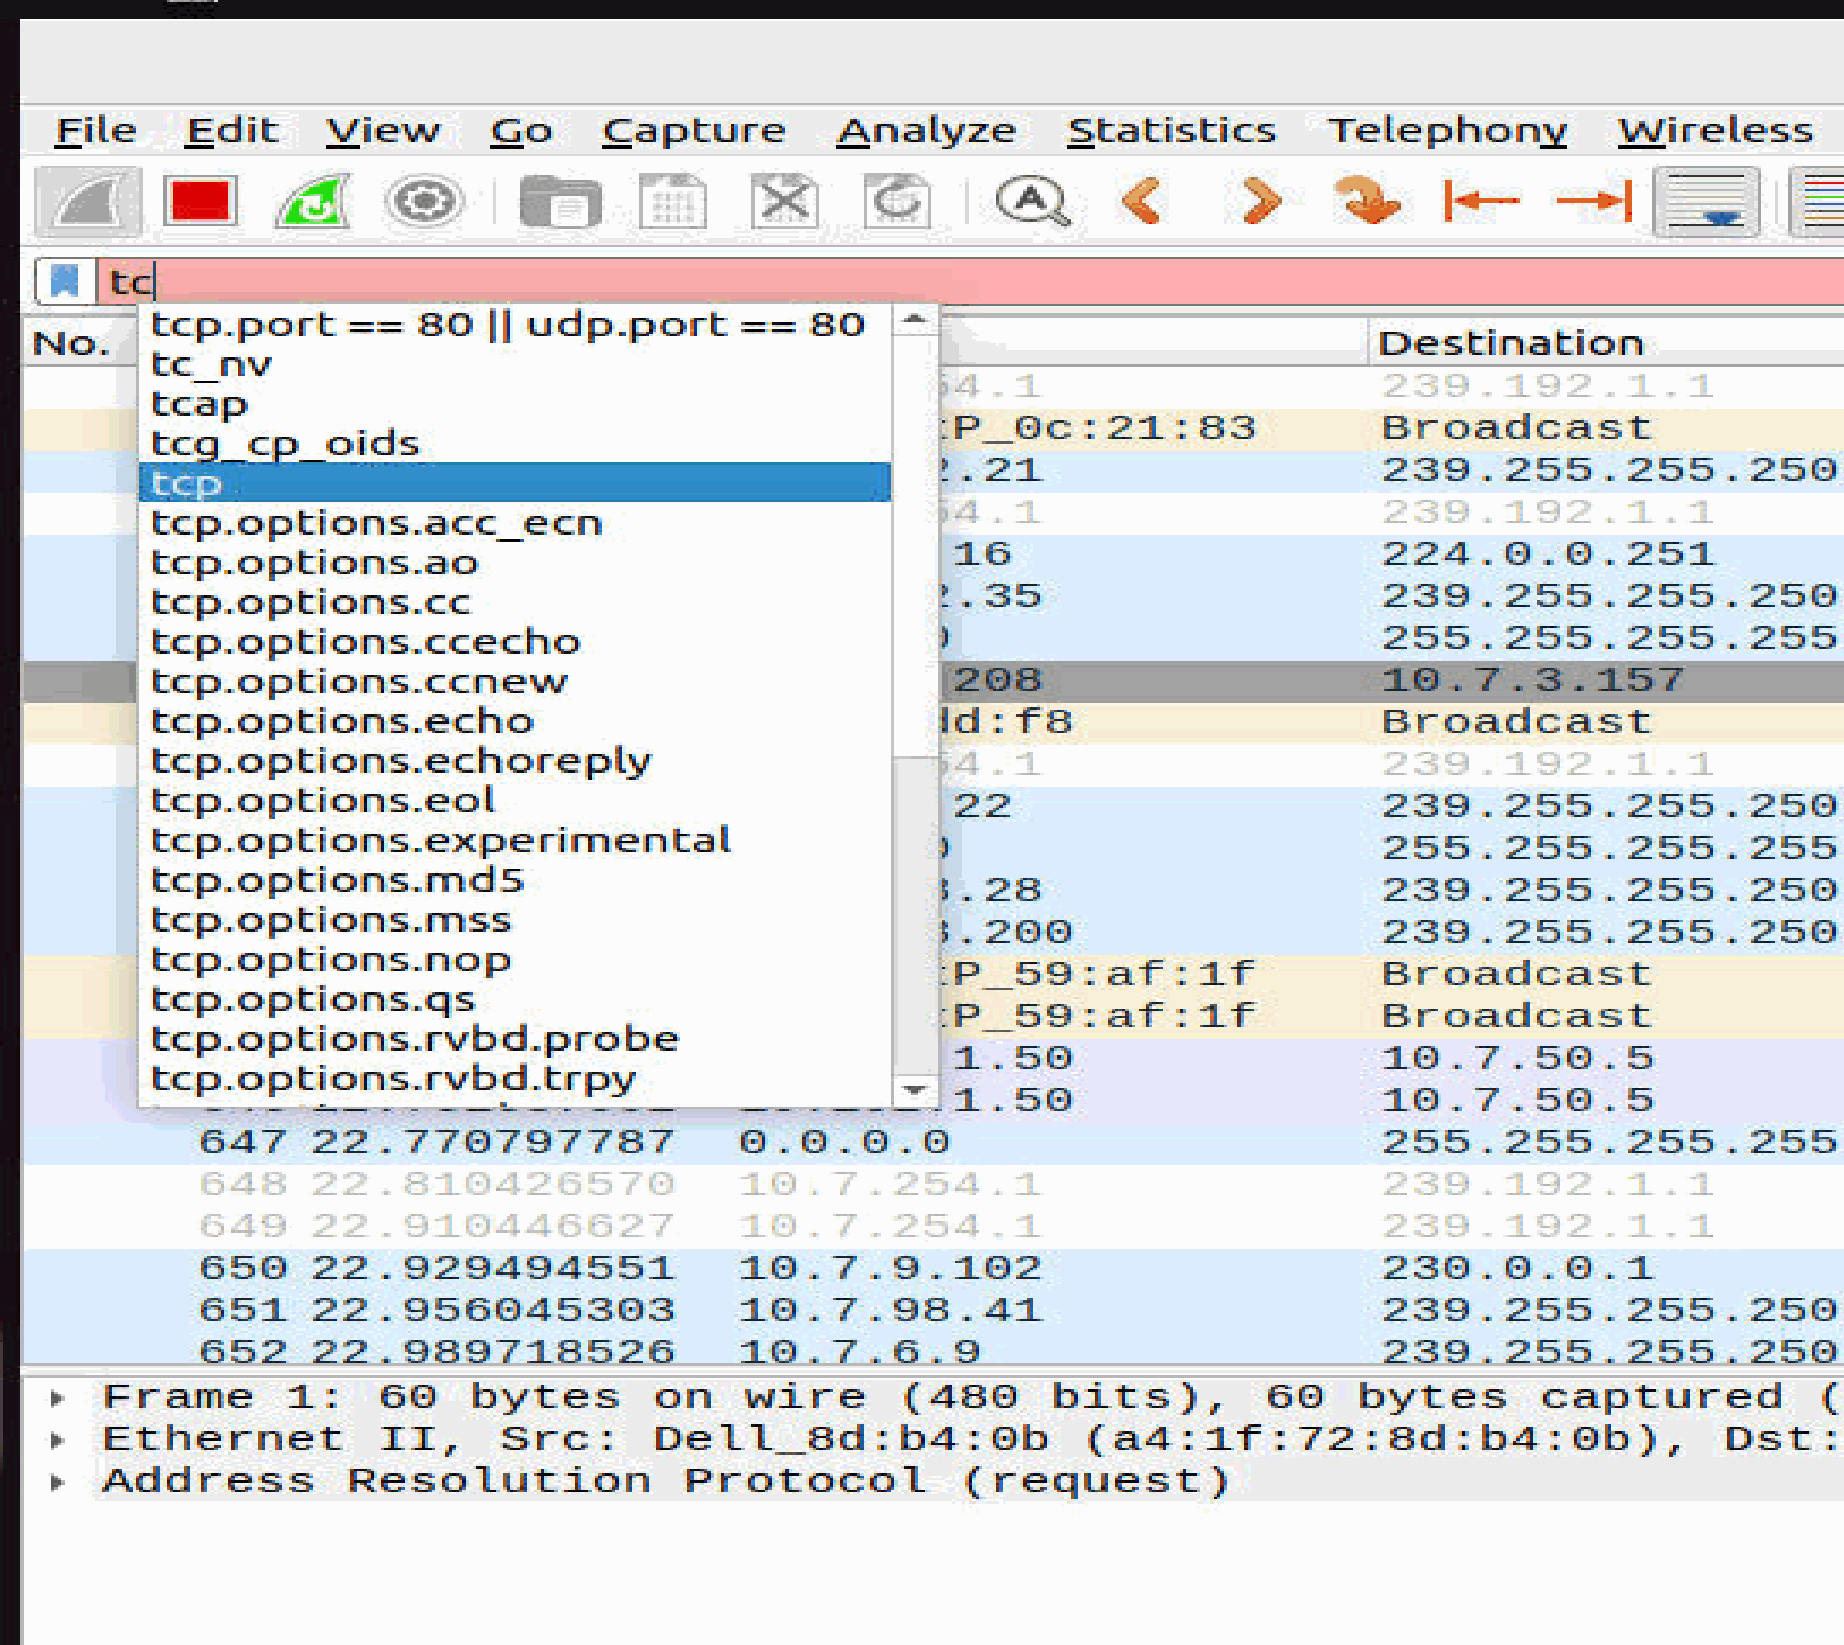 File Edit View Go Capture Analyze Statistics Telephony Wireless
tc
tcp.port == 80 || udp.port == 80
tc_nv
tcap
tcg_cp_oids
tcp
tcp.options.acc_ecn
tcp.options.ao
tcp.options.cc
tcp.options.ccecho
tcp.options.ccnew
tcp.options.echo
tcp.options.echoreply
tcp.options.eol
tcp.options.experimental
tcp.options.md5
tcp.options.mss
tcp.options.nop
tcp.options.qs
tcp.options.rvbd.probe
tcp.options.rvbd.trpy
No. Destination
4.1 239.192.1.1
P_0c:21:83 Broadcast
.21 239.255.255.250
4.1 239.192.1.1
16 224.0.0.251
.35 239.255.255.250
255.255.255.255
208 10.7.3.157
d:f8 Broadcast
4.1 239.192.1.1
22 239.255.255.250
255.255.255.255
.28 239.255.255.250
.200 239.255.255.250
P_59:af:1f Broadcast
P_59:af:1f Broadcast
1.50 10.7.50.5
1.50 10.7.50.5
647 22.770797787 0.0.0.0 255.255.255.255
648 22.810426570 10.7.254.1 239.192.1.1
649 22.910446627 10.7.254.1 239.192.1.1
650 22.929494551 10.7.9.102 230.0.0.1
651 22.956045303 10.7.98.41 239.255.255.250
652 22.989718526 10.7.6.9 239.255.255.250
Frame 1: 60 bytes on wire (480 bits), 60 bytes captured (
Ethernet II, Src: Dell_8d:b4:0b (a4:1f:72:8d:b4:0b), Dst:
Address Resolution Protocol (request)